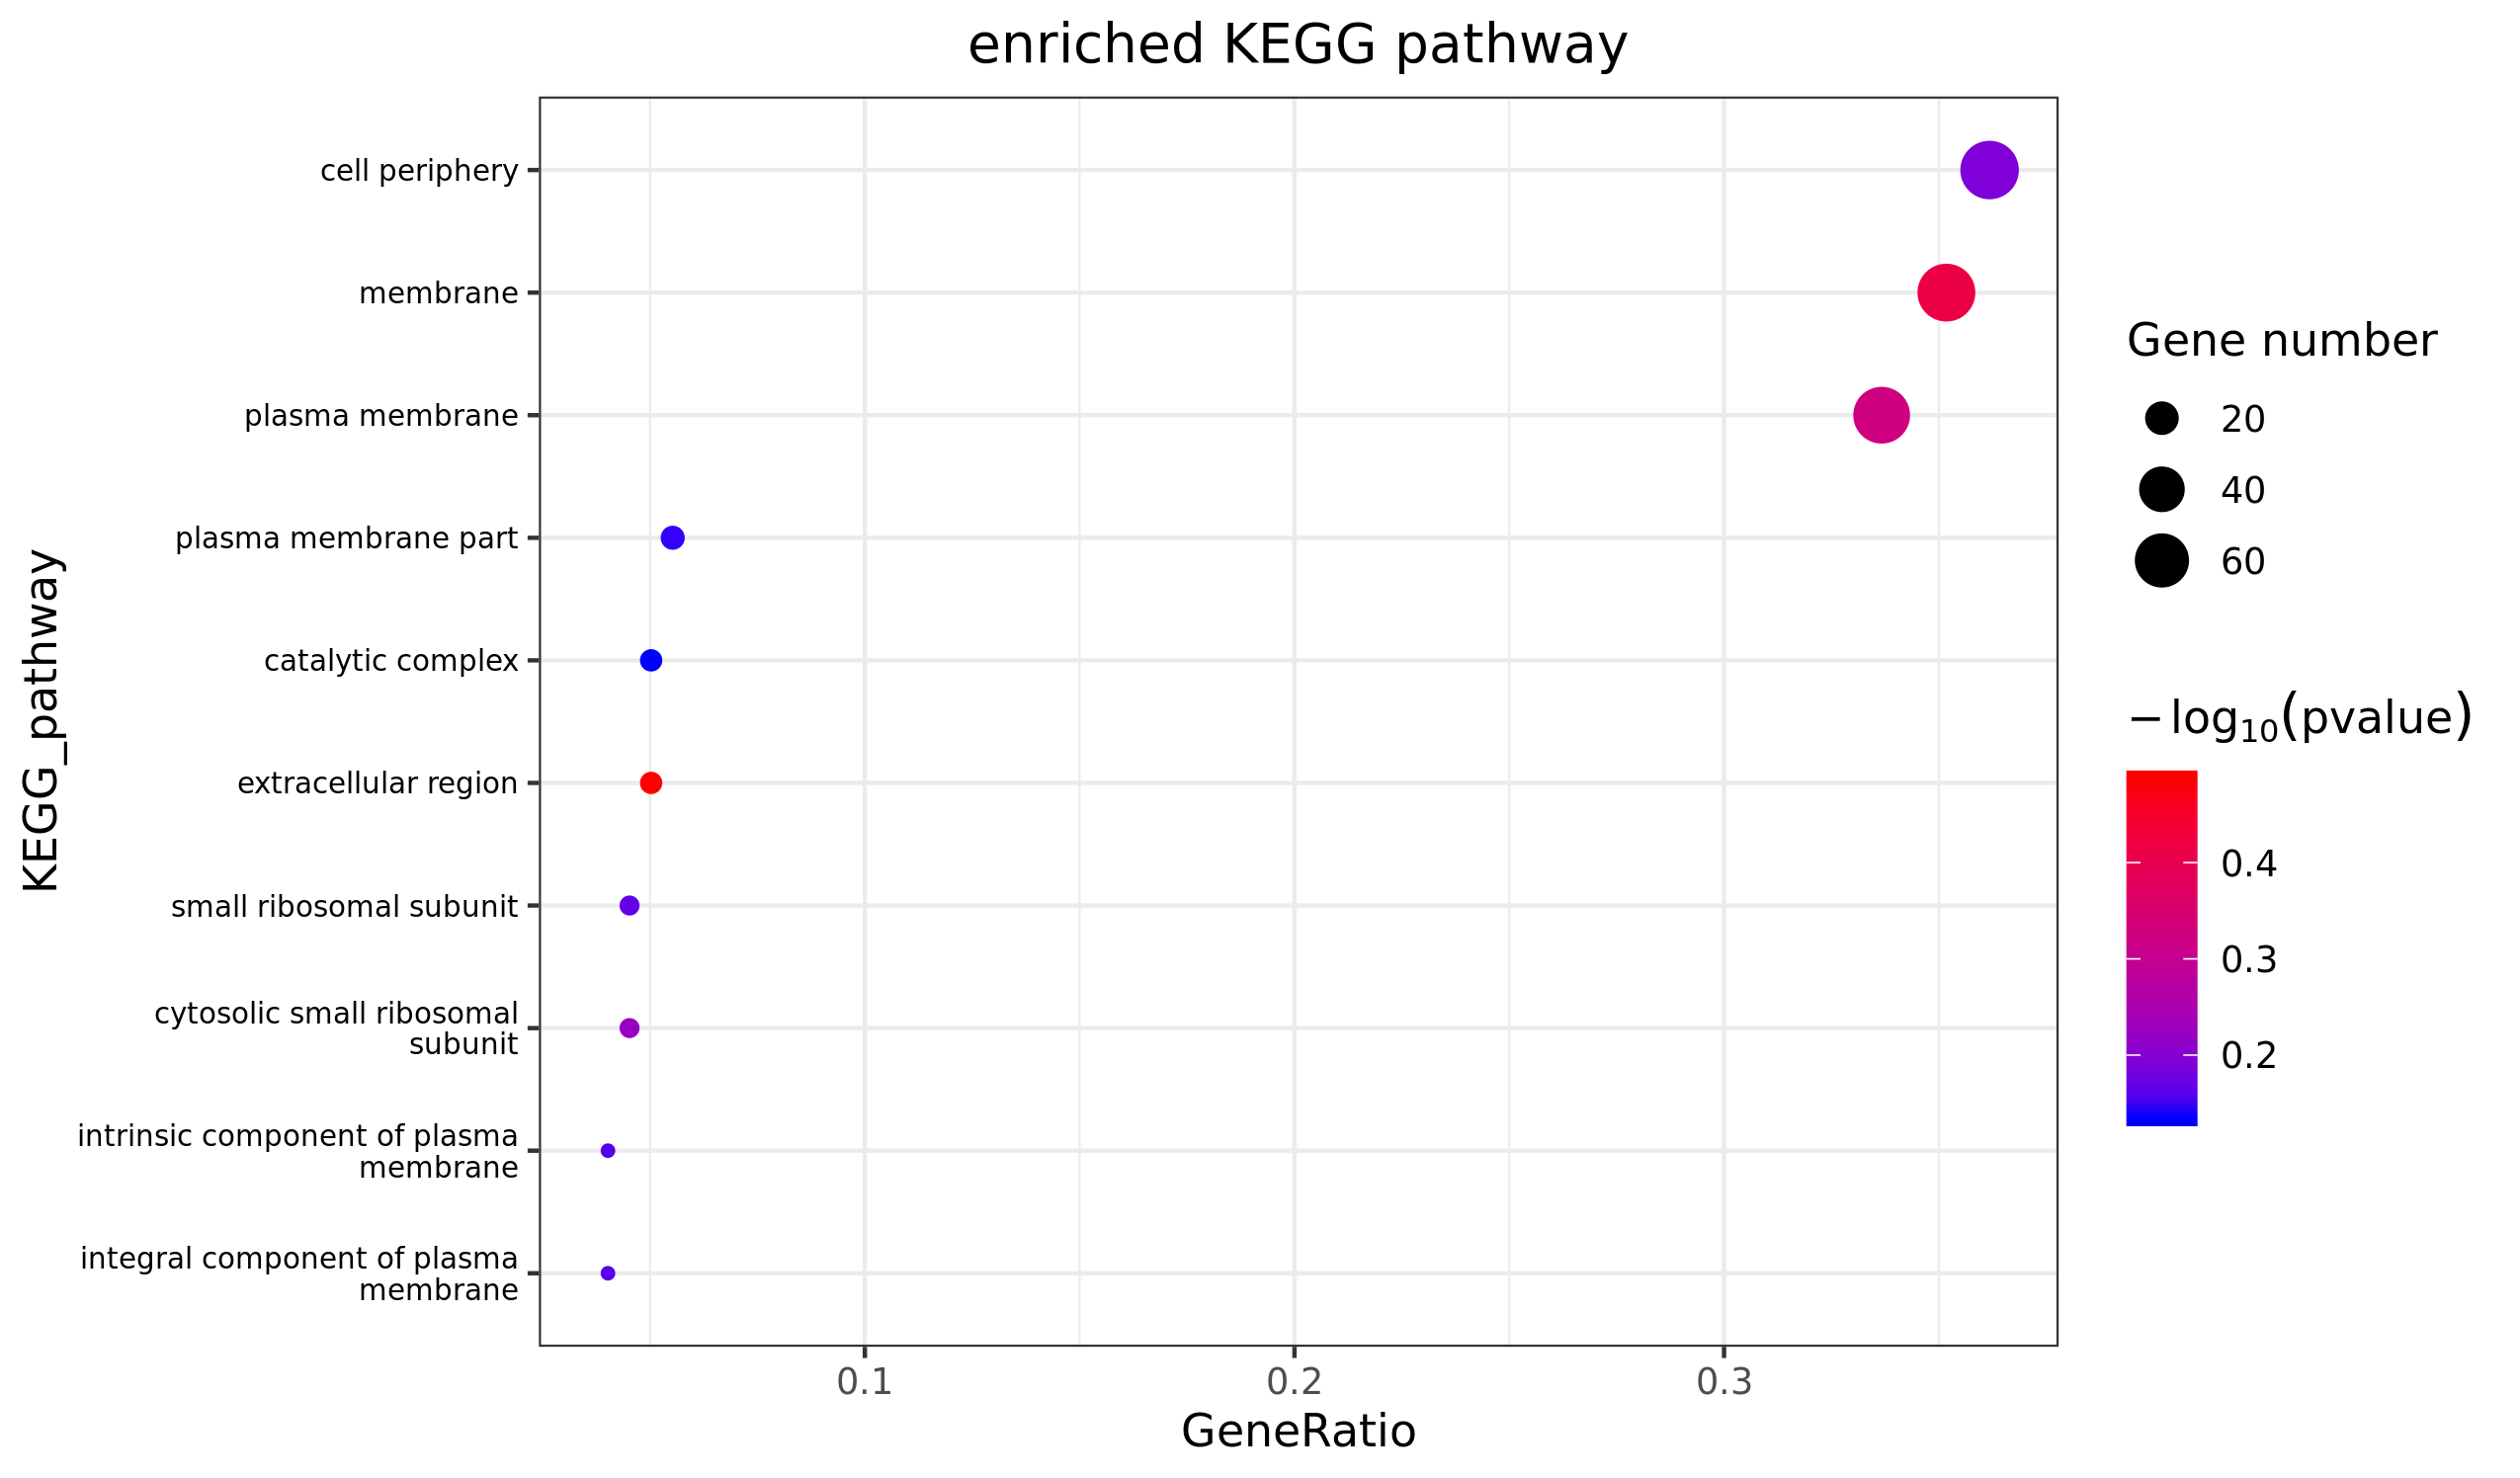 enriched KEGG pathway
KEGG_pathway
cell periphery
membrane
plasma membrane
plasma membrane part
catalytic complex
extracellular region
small ribosomal subunit
cytosolic small ribosomal
subunit
intrinsic component of plasma
membrane
integral component of plasma
membrane
0.1
0.2
0.3
GeneRatio
Gene number
20
40
60
−log₁₀(pvalue)
0.4
0.3
0.2